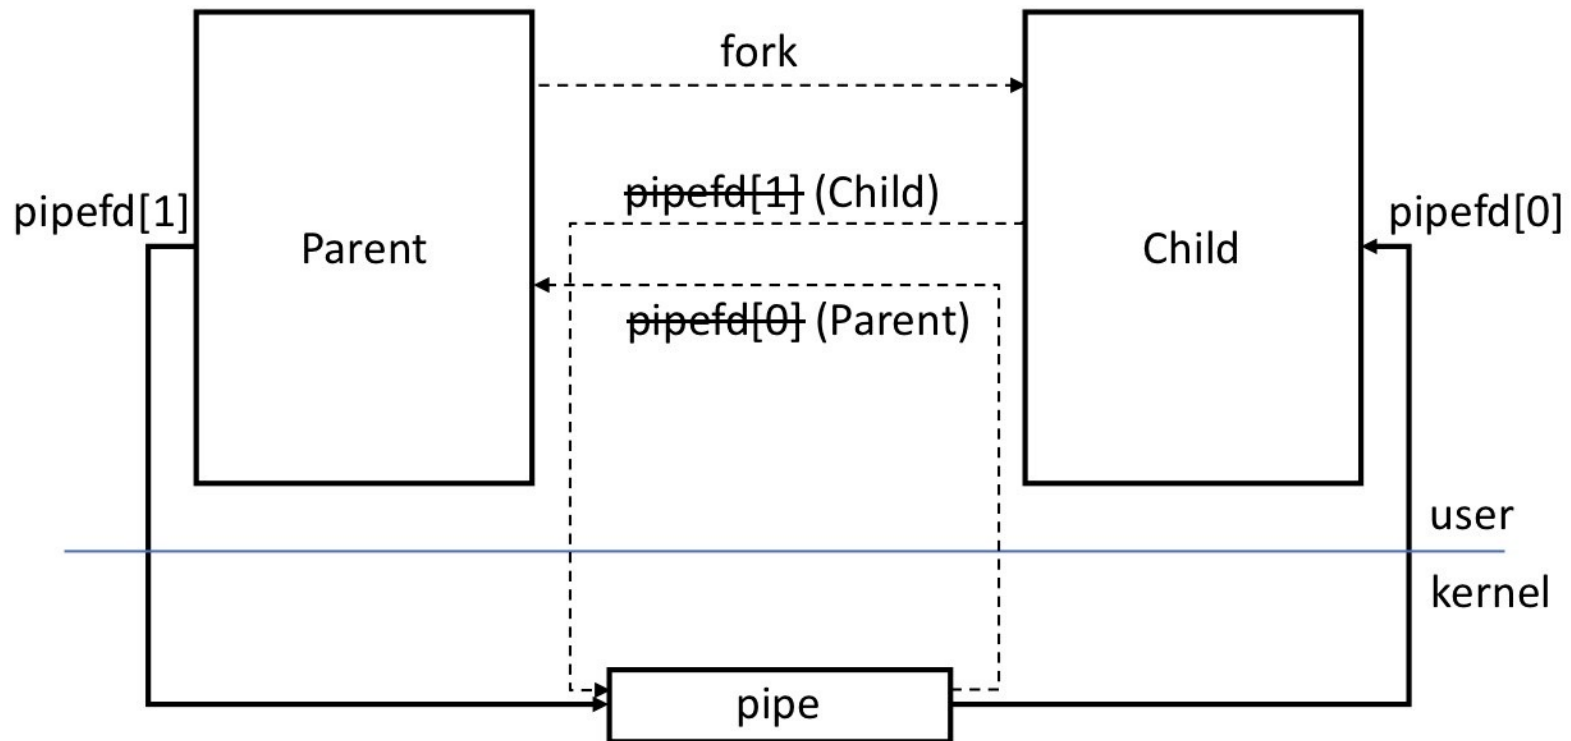 fork
pipefd[1] (Child)
pipefd[1]
pipefd[0]
Parent
Child
pipefd[0] (Parent)
user
kernel
pipe